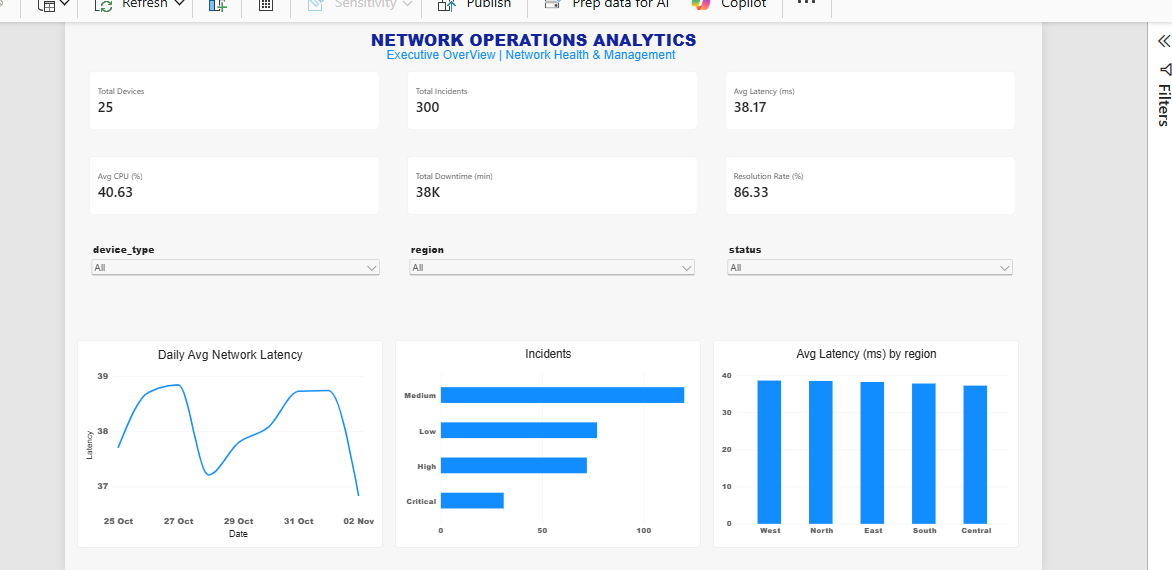 Refresh
Sensitivity
Publish
Prep data for AI
Copilot
NETWORK OPERATIONS ANALYTICS
Executive OverView | Network Health & Management
Filters
Total Devices
25
Total Incidents
300
Avg Latency (ms)
38.17
Avg CPU (%)
40.63
Total Downtime (min)
38K
Resolution Rate (%)
86.33
device_type
All
region
All
status
All
Daily Avg Network Latency
39
38
37
Latency
25 Oct 27 Oct 29 Oct 31 Oct 02 Nov
Date
Incidents
Medium
Low
High
Critical
0 50 100
Avg Latency (ms) by region
40
30
20
10
0
West North East South Central